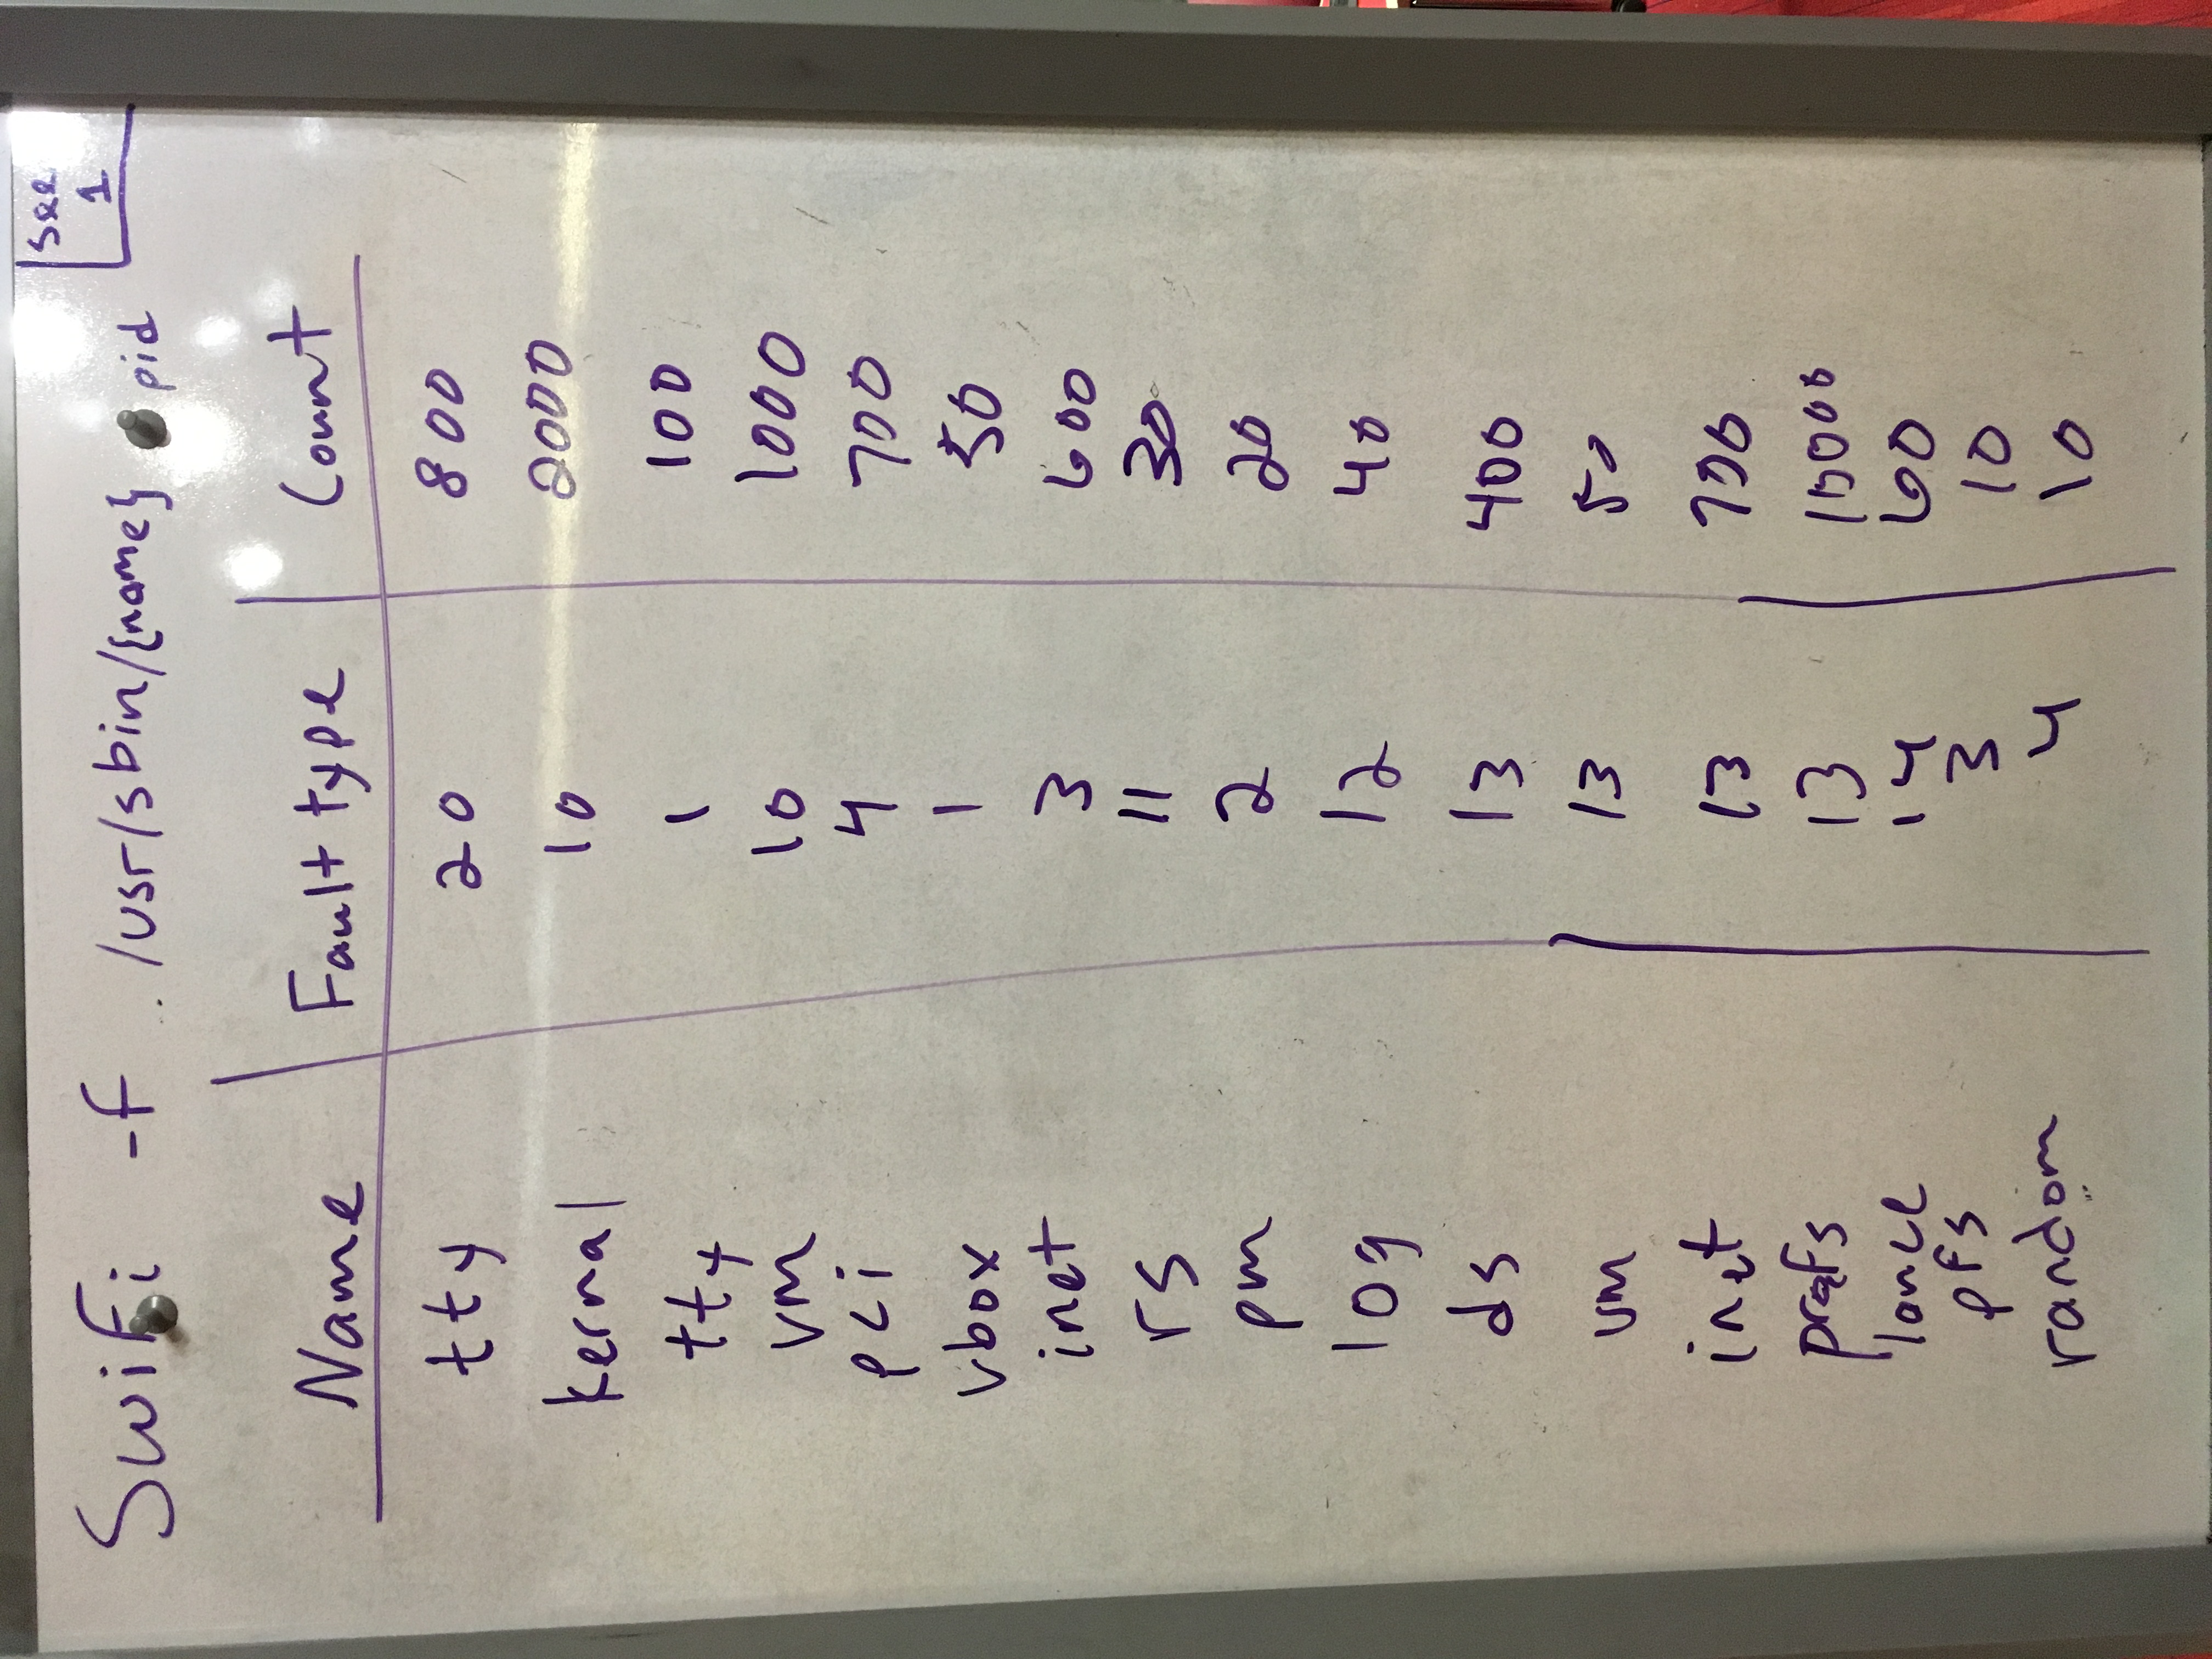 see
1
SwiFi -f /usr/sbin/{name} pid
Name Fault type Count
tty 20 800
kernal 10 2000
tty 1 100
vm 10 1000
pci 4 700
vbox 1 50
inet 3 600
rs 11 30
pm 2 20
log 12 40
ds 13 400
vm 13 50
inet 13 700
13 10000
lance 14 60
pfs 3 10
random 4 10